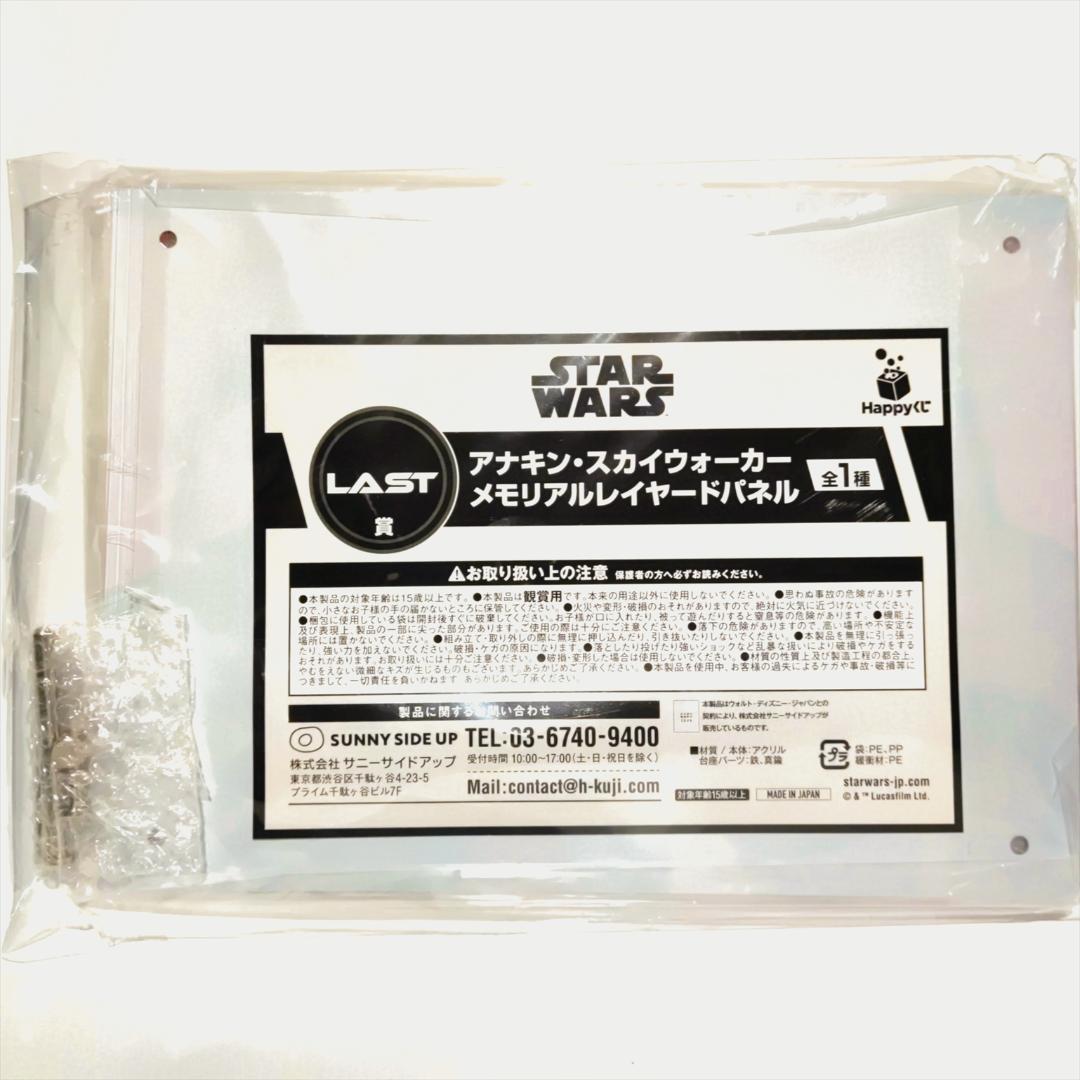 STAR
WARS
Happyくじ
LAST
賞
アナキン・スカイウォーカー
メモリアルレイヤードパネル
全1種
お取り扱い上の注意 保護者の方へ必ずお読みください。
●本製品の対象年齢は15歳以上です。●本製品は観賞用です。本来の用途以外に使用しないでください。●思わぬ事故の危険があります
ので、小さなお子様の手の届かないところに保管してください。●火災や変形・破損のおそれがありますので、絶対に火気に近づけないでください。
●梱包に使用している袋は開封後すぐに破棄してください。お子様が口に入れたり、被って遊んだりすると窒息等の危険があります。●機能上
及び表現上、製品の一部に尖った部分があります。ご使用の際は十分にご注意ください。●落下の危険がありますので、高い場所や不安定な
場所には置かないでください。●組み立て・取り外しの際に無理に押し込んだり、引き抜いたりしないでください。●本製品を無理に引っ張っ
たり、強い力を加えないでください。破損・ケガの原因になります。●落としたり投げたり強いショックなど乱暴な扱いにより破損やケガをする
おそれがあります。お取り扱いには十分ご注意ください。●破損・変形した場合は使用しないでください。●材質の性質上及び製造工程の都合上、
やむをえない微細なキズが生じるものもございます。あらかじめご了承ください。●本製品を使用中、お客様の過失によるケガや事故・破損等に
つきまして、一切責任を負いかねます あらかじめご了承ください。
製品に関するお問い合わせ
SUNNY SIDE UP
株式会社 サニーサイドアップ
東京都渋谷区千駄ヶ谷4-23-5
プライム千駄ヶ谷ビル7F
TEL:03-6740-9400
受付時間 10:00~17:00(土・日・祝日を除く)
Mail:contact@h-kuji.com
本製品はウォルト・ディズニー・ジャパンとの
契約により、株式会社サニーサイドアップが
販売しているものです。
■材質 / 本体:アクリル
台座パーツ:鉄、真鍮
プラ
袋:PE、PP
緩衝材:PE
対象年齢15歳以上
MADE IN JAPAN
starwars-jp.com
© & ™ Lucasfilm Ltd.